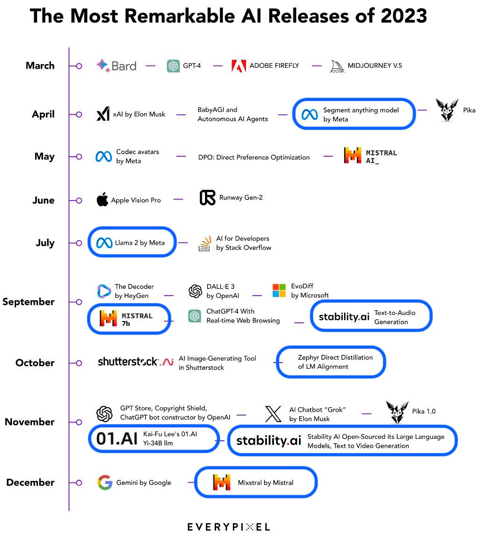 The Most Remarkable AI Releases of 2023
March
Bard
GPT-4
ADOBE FIREFLY
MIDJOURNEY V.5
April
xAI by Elon Musk
BabyAGI and
Autonomous AI Agents
Segment anything model
by Meta
Pika
May
Codec avatars
by Meta
DPO: Direct Preference Optimization
MISTRAL
AI_
June
Apple Vision Pro
Runway Gen-2
July
Llama 2 by Meta
AI for Developers
by Stack Overflow
September
The Decoder
by HeyGen
DALL-E 3
by OpenAI
EvoDiff
by Microsoft
MISTRAL
7b
ChatGPT-4 With
Real-time Web Browsing
stability.ai
Text-to-Audio
Generation
October
shutterstock AI
AI Image-Generating Tool
in Shutterstock
Zephyr Direct Distillation
of LM Alignment
November
GPT Store, Copyright Shield,
ChatGPT bot constructor by OpenAI
AI Chatbot "Grok"
by Elon Musk
Pika 1.0
01.AI
Kai-Fu Lee's 01.AI
Yi-34B llm
stability.ai
Stability AI Open-Sourced its Large Language
Models, Text to Video Generation
December
Gemini by Google
Mixstral by Mistral
EVERYPIXEL